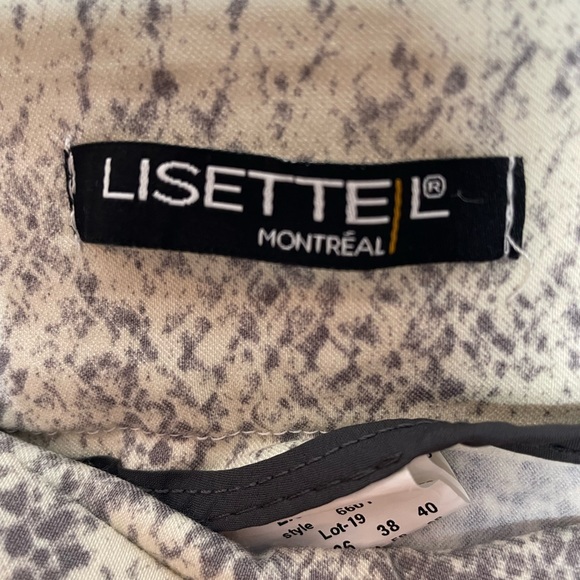 LISETTE|L®
MONTRÉAL
style
Lot-19
38 40